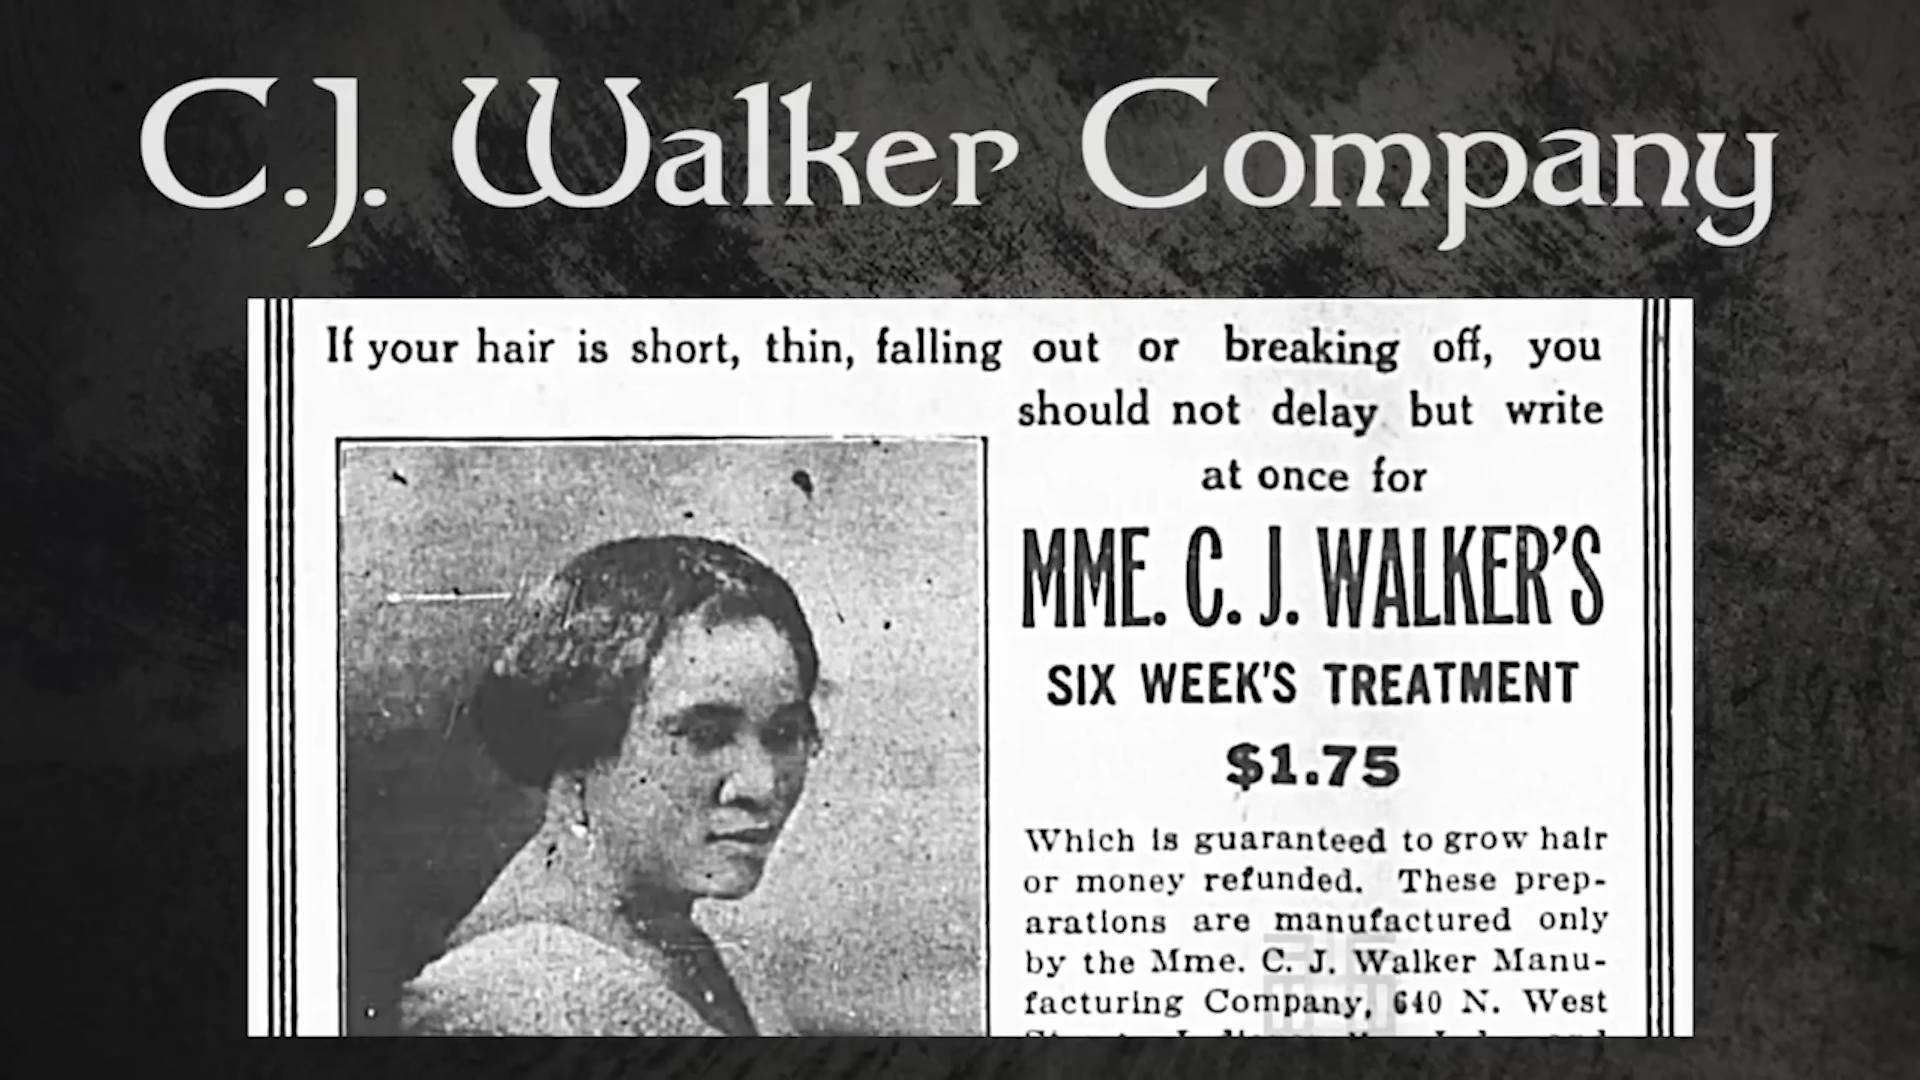 C.J. Walker Company
If your hair is short, thin, falling out or breaking off, you
should not delay but write
at once for
MME. C. J. WALKER'S
SIX WEEK'S TREATMENT
$1.75
Which is guaranteed to grow hair
or money refunded. These prep-
arations are manufactured only
by the Mme. C. J. Walker Manu-
facturing Company, 640 N. West